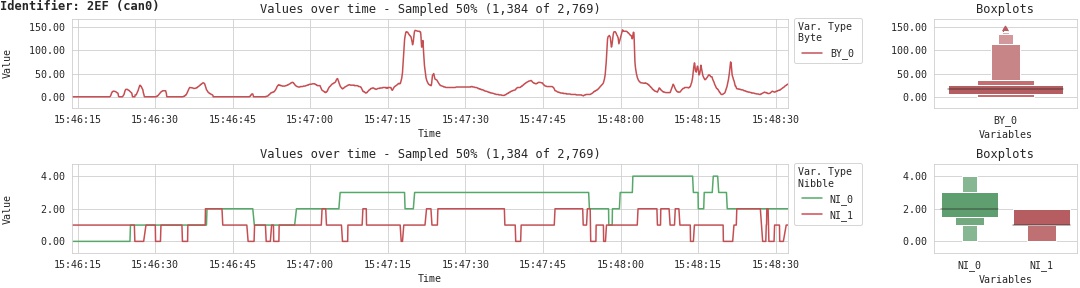 Identifier: 2EF (can0)
Values over time - Sampled 50% (1,384 of 2,769)
Value
150.00
100.00
50.00
0.00
15:46:15 15:46:30 15:46:45 15:47:00 15:47:15 15:47:30 15:47:45 15:48:00 15:48:15 15:48:30
Time
Var. Type
Byte
BY_0
Boxplots
150.00
100.00
50.00
0.00
BY_0
Variables
Values over time - Sampled 50% (1,384 of 2,769)
Value
4.00
2.00
0.00
15:46:15 15:46:30 15:46:45 15:47:00 15:47:15 15:47:30 15:47:45 15:48:00 15:48:15 15:48:30
Time
Var. Type
Nibble
NI_0
NI_1
Boxplots
4.00
2.00
0.00
NI_0 NI_1
Variables